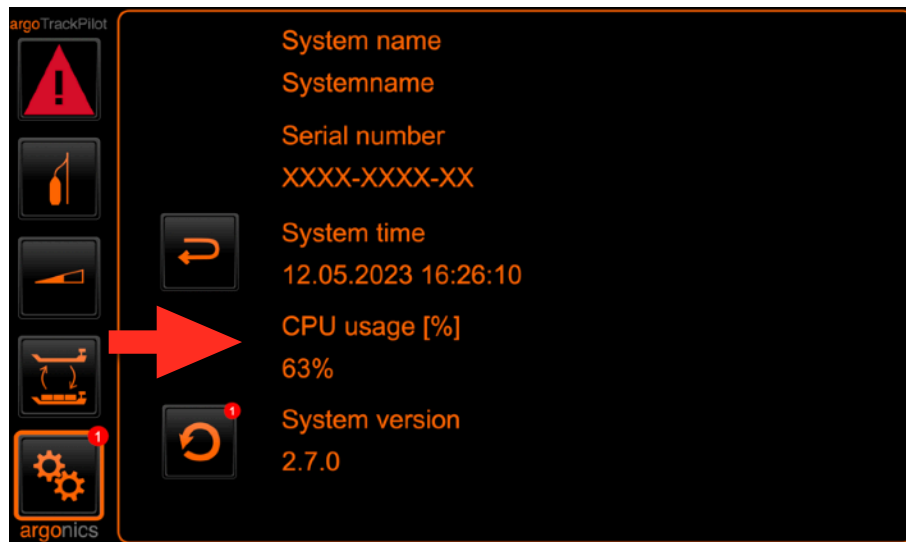 argoTrackPilot
System name
Systemname
Serial number
XXXX-XXXX-XX
System time
12.05.2023 16:26:10
CPU usage [%]
63%
1
System version
1
2.7.0
argonics